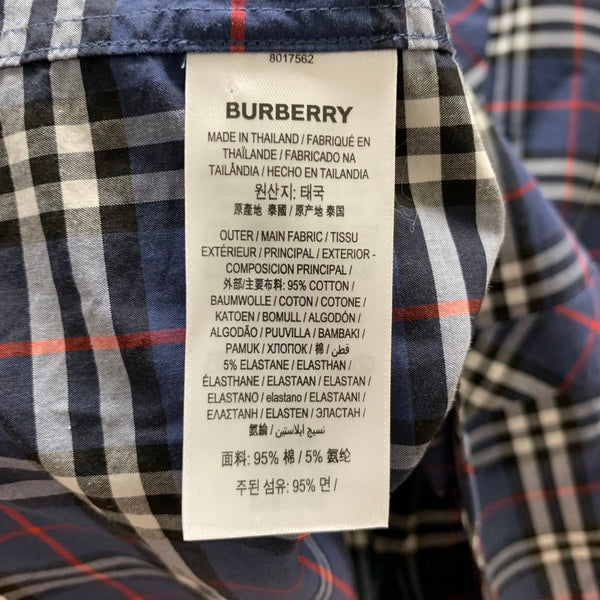 8017562
BURBERRY
MADE IN THAILAND / FABRIQUÉ EN
THAÏLANDE / FABRICADO NA
TAILÂNDIA / HECHO EN TAILANDIA
원산지: 태국
原產地 泰國 / 原产地 泰国
OUTER / MAIN FABRIC / TISSU
EXTÉRIEUR / PRINCIPAL / EXTERIOR -
COMPOSICION PRINCIPAL /
外部/主要布料: 95% COTTON /
BAUMWOLLE / COTON / COTONE /
KATOEN / BOMULL / ALGODÓN /
ALGODÃO / PUUVILLA / BAMBAKI /
PAMUK / ХЛОПОК / 棉 / قطن /
5% ELASTANE / ELASTHAN /
ÉLASTHANE / ELASTAAN / ELASTAN /
ELASTANO / elastano / ELASTAANI /
ΕΛΑΣΤΑΝΗ / ELASTEN / ЭЛАСТАН /
氨綸 / نسيج ايلاستين /
面料: 95% 棉 / 5% 氨纶
주된 섬유: 95% 면 /